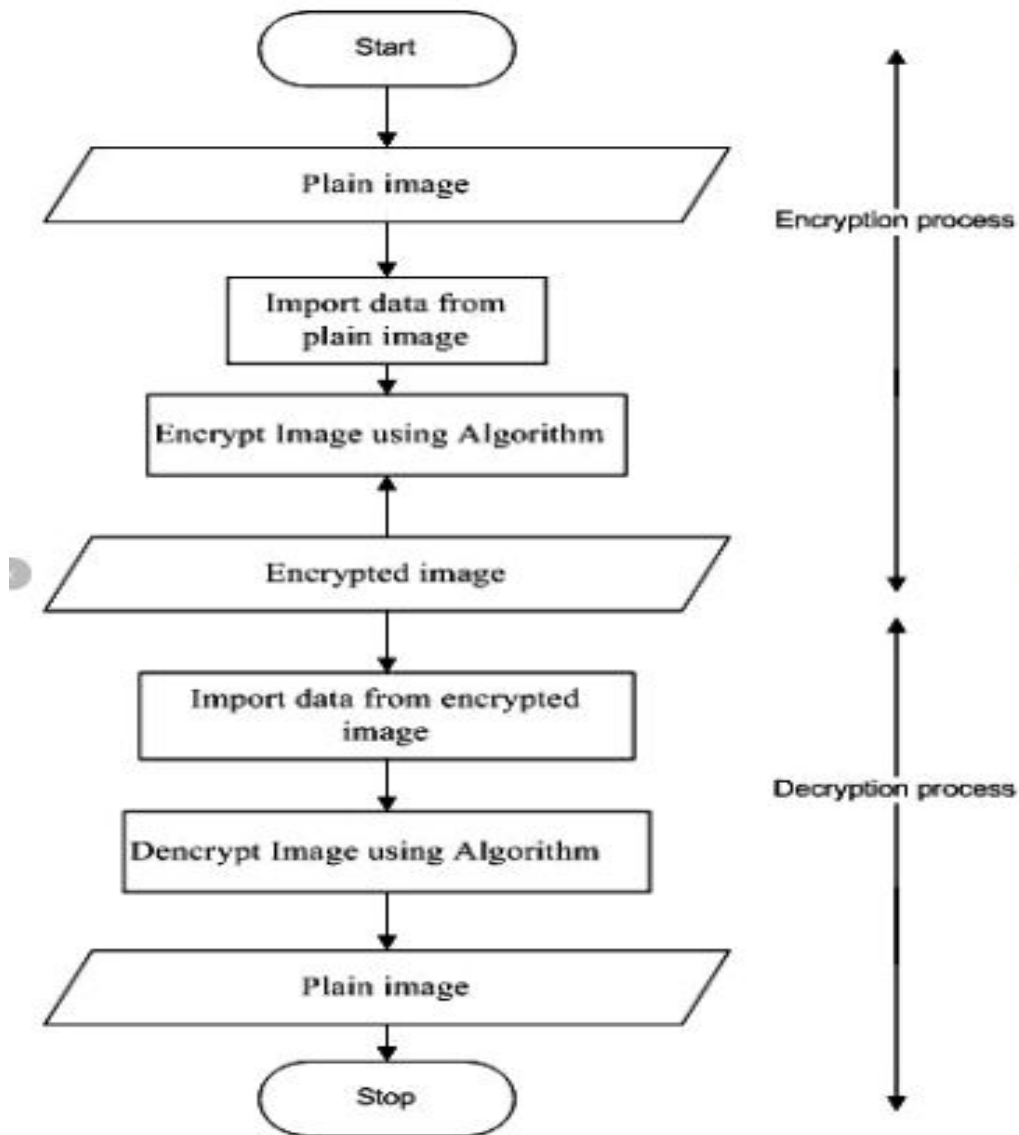 Start
Plain image
Encryption process
Import data from
plain image
Encrypt Image using Algorithm
Encrypted image
Import data from encrypted
image
Decryption process
Dencrypt Image using Algorithm
Plain image
Stop